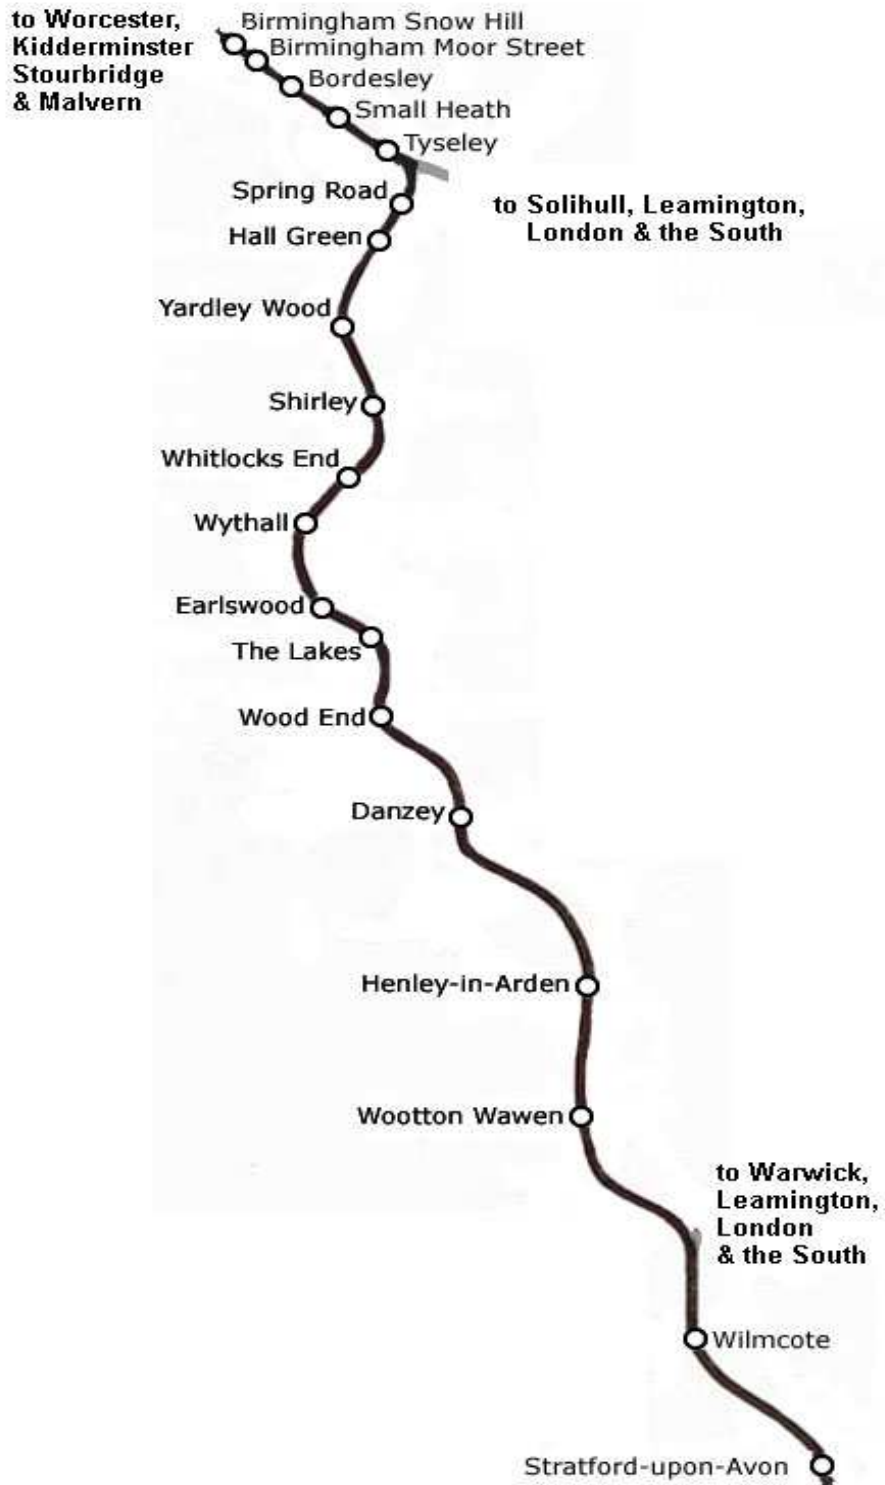 to Worcester,
Kidderminster
Stourbridge
& Malvern
Birmingham Snow Hill
Birmingham Moor Street
Bordesley
Small Heath
Tyseley
to Solihull, Leamington,
London & the South
Spring Road
Hall Green
Yardley Wood
Shirley
Whitlocks End
Wythall
Earlswood
The Lakes
Wood End
Danzey
Henley-in-Arden
Wootton Wawen
to Warwick,
Leamington,
London
& the South
Wilmcote
Stratford-upon-Avon